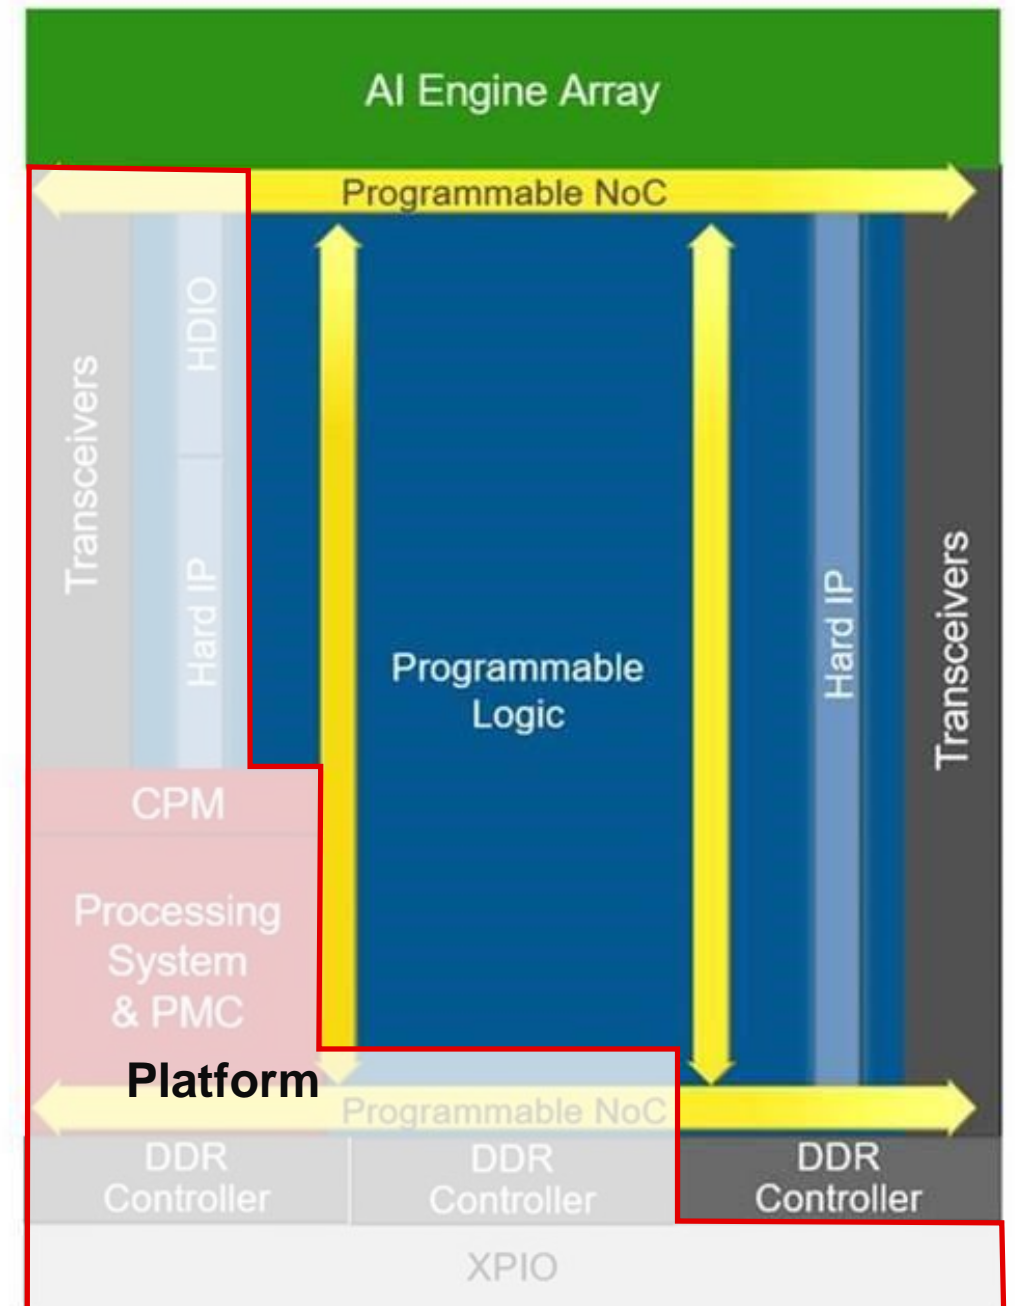 AI Engine Array
Programmable NoC
HDIO
Transceivers
Hard IP
Programmable
Logic
Hard IP
Transceivers
CPM
Processing
System
& PMC
Platform
Programmable NoC
DDR
Controller
DDR
Controller
DDR
Controller
XPIO